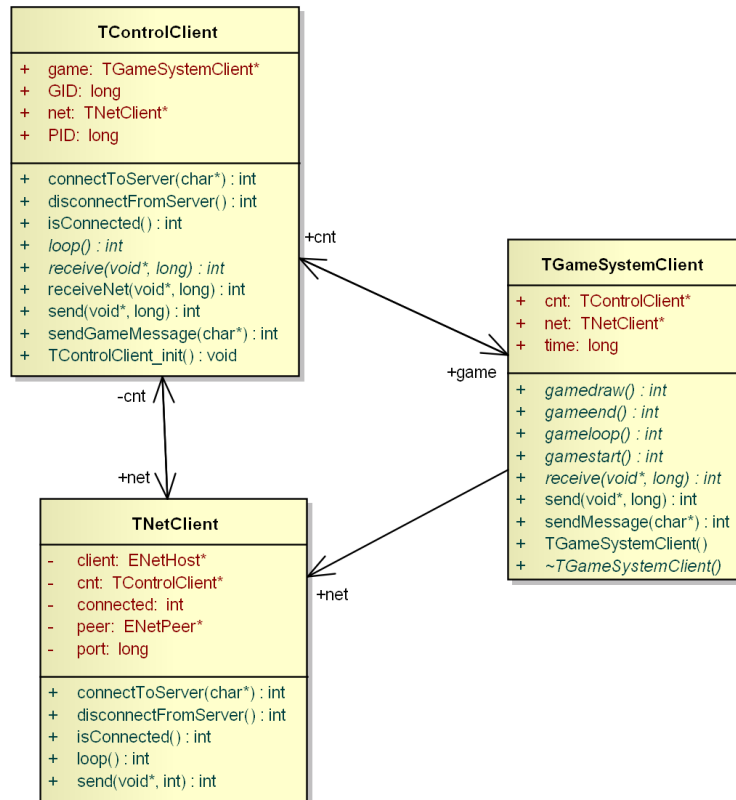 TControlClient
+ game: TGameSystemClient*
+ GID: long
+ net: TNetClient*
+ PID: long
+ connectToServer(char*) : int
+ disconnectFromServer() : int
+ isConnected() : int
+ loop() : int
+ receive(void*, long) : int
+ receiveNet(void*, long) : int
+ send(void*, long) : int
+ sendGameMessage(char*) : int
+ TControlClient_init() : void
+cnt
+game
-cnt
+net
TGameSystemClient
+ cnt: TControlClient*
+ net: TNetClient*
+ time: long
+ gamedraw() : int
+ gameend() : int
+ gameloop() : int
+ gamestart() : int
+ receive(void*, long) : int
+ send(void*, long) : int
+ sendMessage(char*) : int
+ TGameSystemClient()
+ ~TGameSystemClient()
+net
TNetClient
- client: ENetHost*
- cnt: TControlClient*
- connected: int
- peer: ENetPeer*
- port: long
+ connectToServer(char*) : int
+ disconnectFromServer() : int
+ isConnected() : int
+ loop() : int
+ send(void*, int) : int